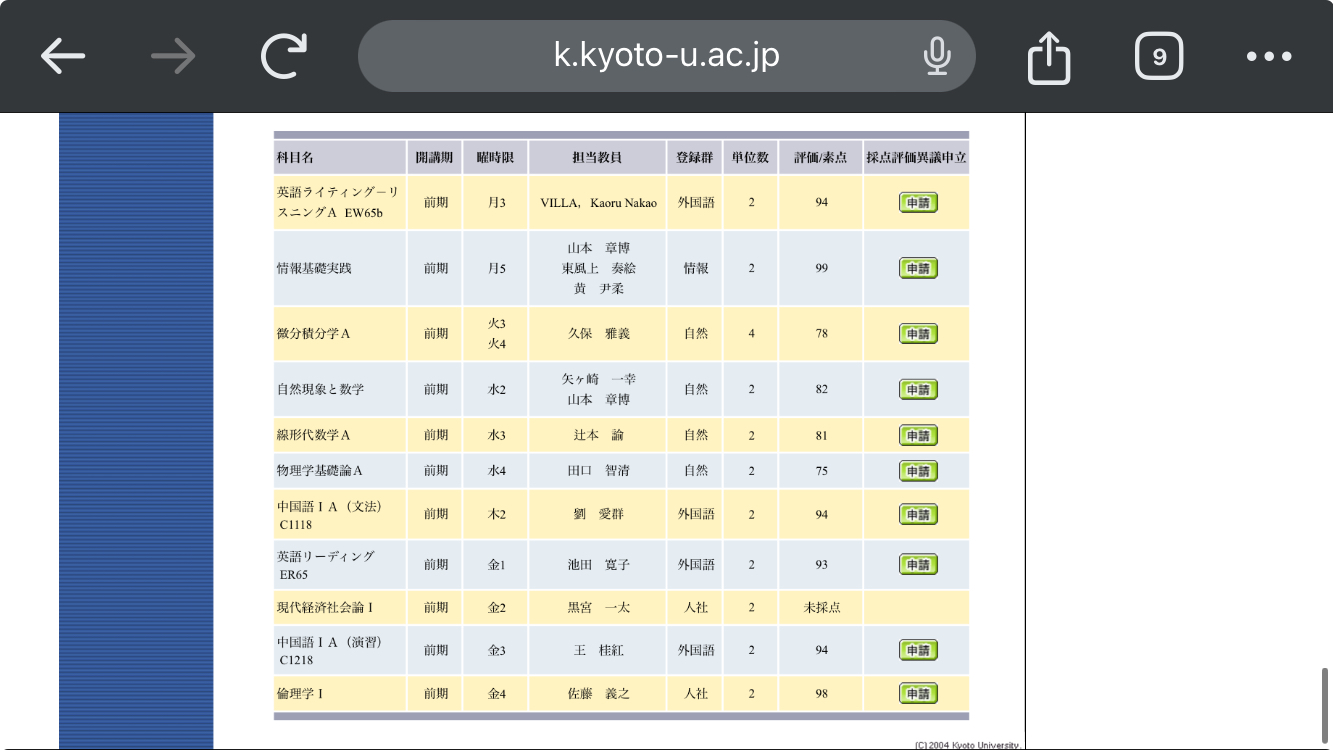 k.kyoto-u.ac.jp
9
科目名 開講期 曜時限 担当教員 登録群 単位数 評価/素点 採点評価異議申立
英語ライティング－リ
スニングA EW65b 前期 月3 VILLA, Kaoru Nakao 外国語 2 94 申請
情報基礎実践 前期 月5 山本 章博
東風上 奏絵
黄 尹柔 情報 2 99 申請
微分積分学A 前期 火3
火4 久保 雅義 自然 4 78 申請
自然現象と数学 前期 水2 矢ヶ崎 一幸
山本 章博 自然 2 82 申請
線形代数学A 前期 水3 辻本 諭 自然 2 81 申請
物理学基礎論A 前期 水4 田口 智清 自然 2 75 申請
中国語ⅠA（文法）
C1118 前期 木2 劉 愛群 外国語 2 94 申請
英語リーディング
ER65 前期 金1 池田 寛子 外国語 2 93 申請
現代経済社会論Ⅰ 前期 金2 黒宮 一太 人社 2 未採点
中国語ⅠA（演習）
C1218 前期 金3 王 桂紅 外国語 2 94 申請
倫理学Ⅰ 前期 金4 佐藤 義之 人社 2 98 申請
(C) 2004 Kyoto University.